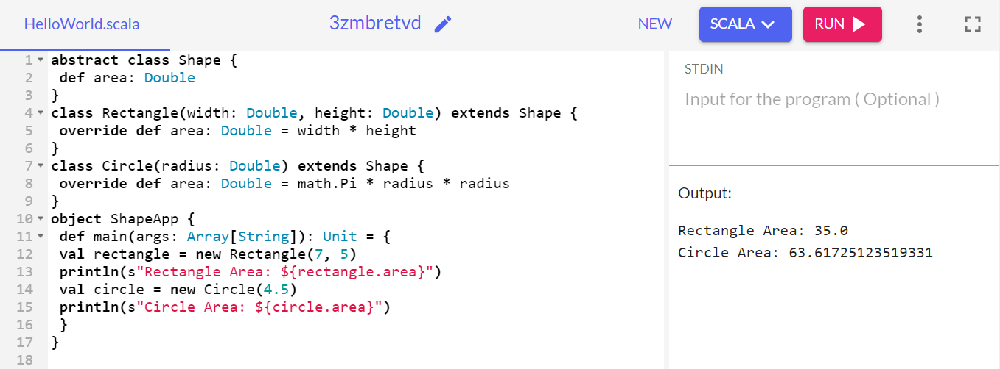 HelloWorld.scala
3zmbretvd
NEW
SCALA
RUN
1 abstract class Shape {
2  def area: Double
3 }
4 class Rectangle(width: Double, height: Double) extends Shape {
5  override def area: Double = width * height
6 }
7 class Circle(radius: Double) extends Shape {
8  override def area: Double = math.Pi * radius * radius
9 }
10 object ShapeApp {
11  def main(args: Array[String]): Unit = {
12  val rectangle = new Rectangle(7, 5)
13  println(s"Rectangle Area: ${rectangle.area}")
14  val circle = new Circle(4.5)
15  println(s"Circle Area: ${circle.area}")
16  }
17 }
18
STDIN
Input for the program ( Optional )
Output:
Rectangle Area: 35.0
Circle Area: 63.61725123519331